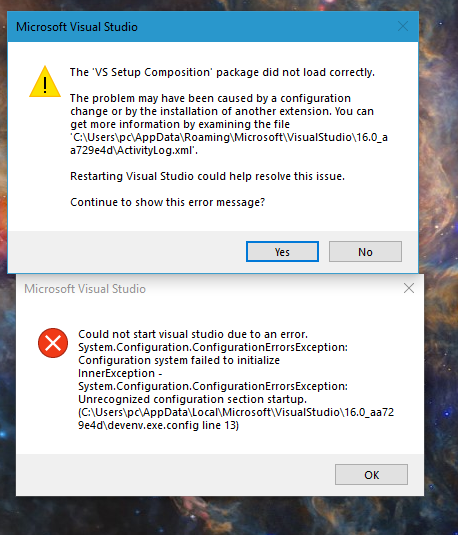 Microsoft Visual Studio
The 'VS Setup Composition' package did not load correctly.
The problem may have been caused by a configuration
change or by the installation of another extension. You can
get more information by examining the file
'C:\Users\pc\AppData\Roaming\Microsoft\VisualStudio\16.0_a
a729e4d\ActivityLog.xml'.
Restarting Visual Studio could help resolve this issue.
Continue to show this error message?
Yes
No
Microsoft Visual Studio
Could not start visual studio due to an error.
System.Configuration.ConfigurationErrorsException:
Configuration system failed to initialize
InnerException -
System.Configuration.ConfigurationErrorsException:
Unrecognized configuration section startup.
(C:\Users\pc\AppData\Local\Microsoft\VisualStudio\16.0_aa72
9e4d\devenv.exe.config line 13)
OK